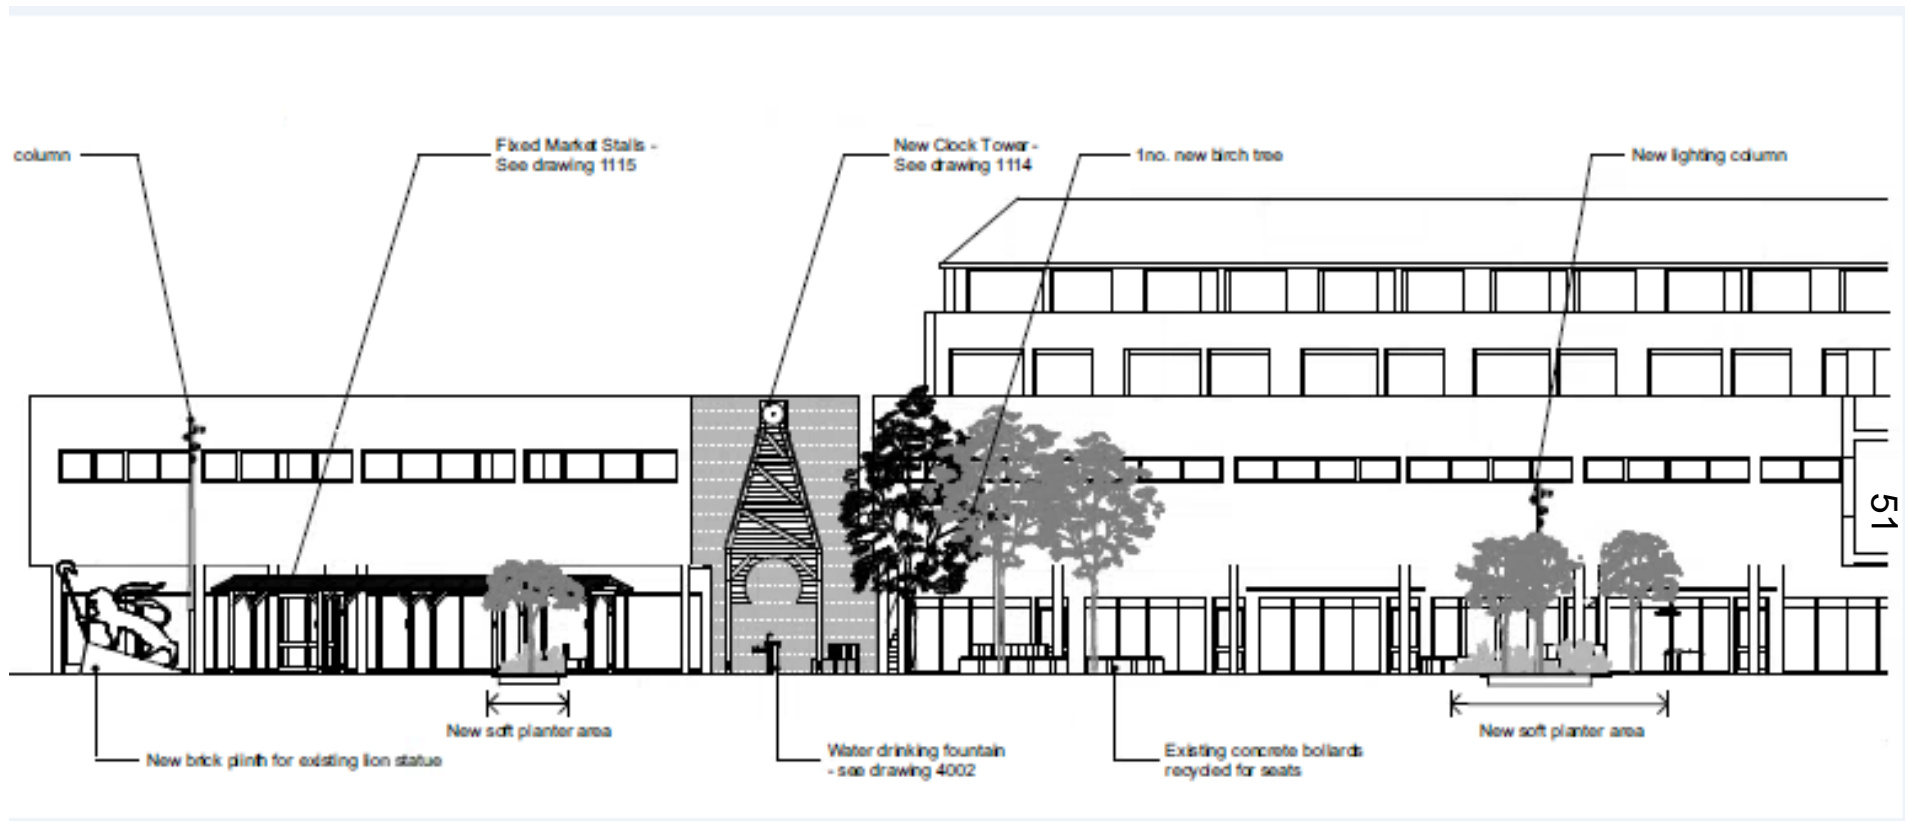 column
Fixed Market Stalls -
See drawing 1115
New Clock Tower -
See drawing 1114
1no. new birch tree
New lighting column
51
New soft planter area
New soft planter area
New brick plinth for existing lion statue
Water drinking fountain
- see drawing 4002
Existing concrete bollards
recycled for seats